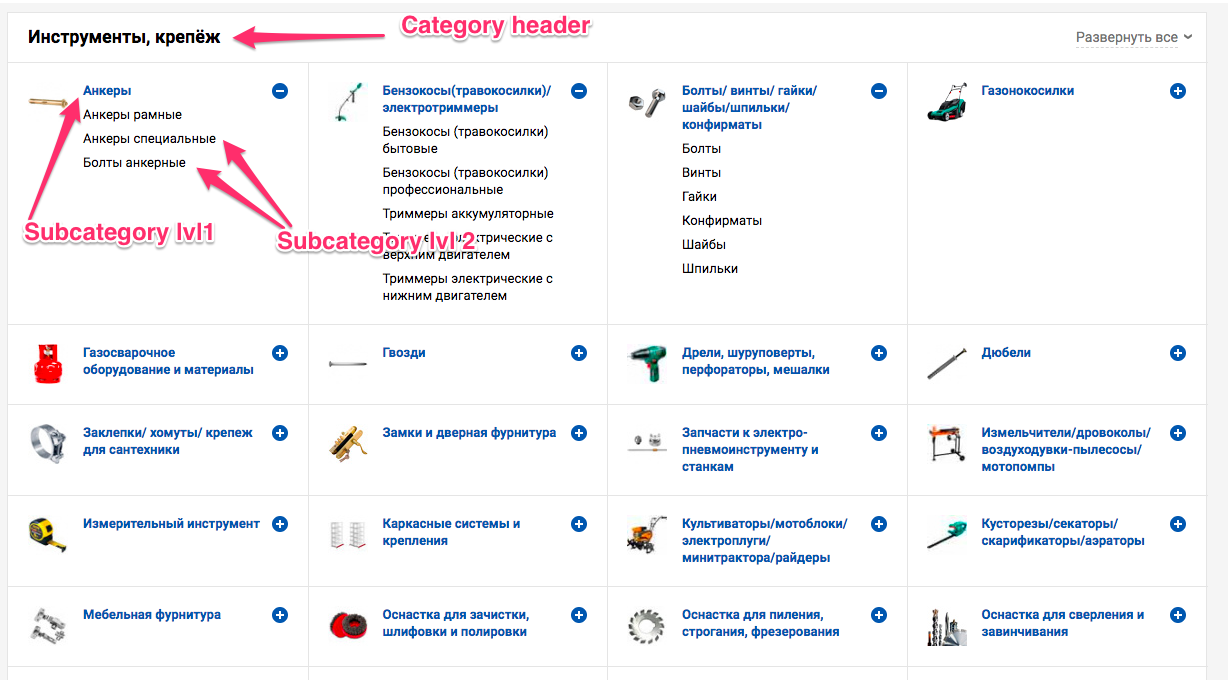 Category header
Инструменты, крепёж
Развернуть все
Анкеры
Анкеры рамные
Анкеры специальные
Болты анкерные
Subcategory lvl1
Subcategory lvl 2
Бензокосы(травокосилки)/
электротриммеры
Бензокосы (травокосилки)
бытовые
Бензокосы (травокосилки)
профессиональные
Триммеры аккумуляторные
электрические с
верхним двигателем
Триммеры электрические с
нижним двигателем
Болты/ винты/ гайки/
шайбы/шпильки/
конфирматы
Болты
Винты
Гайки
Конфирматы
Шайбы
Шпильки
Газонокосилки
Газосварочное
оборудование и материалы
Гвозди
Дрели, шуруповерты,
перфораторы, мешалки
Дюбели
Заклепки/ хомуты/ крепеж
для сантехники
Замки и дверная фурнитура
Запчасти к электро-
пневмоинструменту и
станкам
Измельчители/дровоколы/
воздуходувки-пылесосы/
мотопомпы
Измерительный инструмент
Каркасные системы и
крепления
Культиваторы/мотоблоки/
электроплуги/
минитрактора/райдеры
Кусторезы/секаторы/
скарификаторы/аэраторы
Мебельная фурнитура
Оснастка для зачистки,
шлифовки и полировки
Оснастка для пиления,
строгания, фрезерования
Оснастка для сверления и
завинчивания